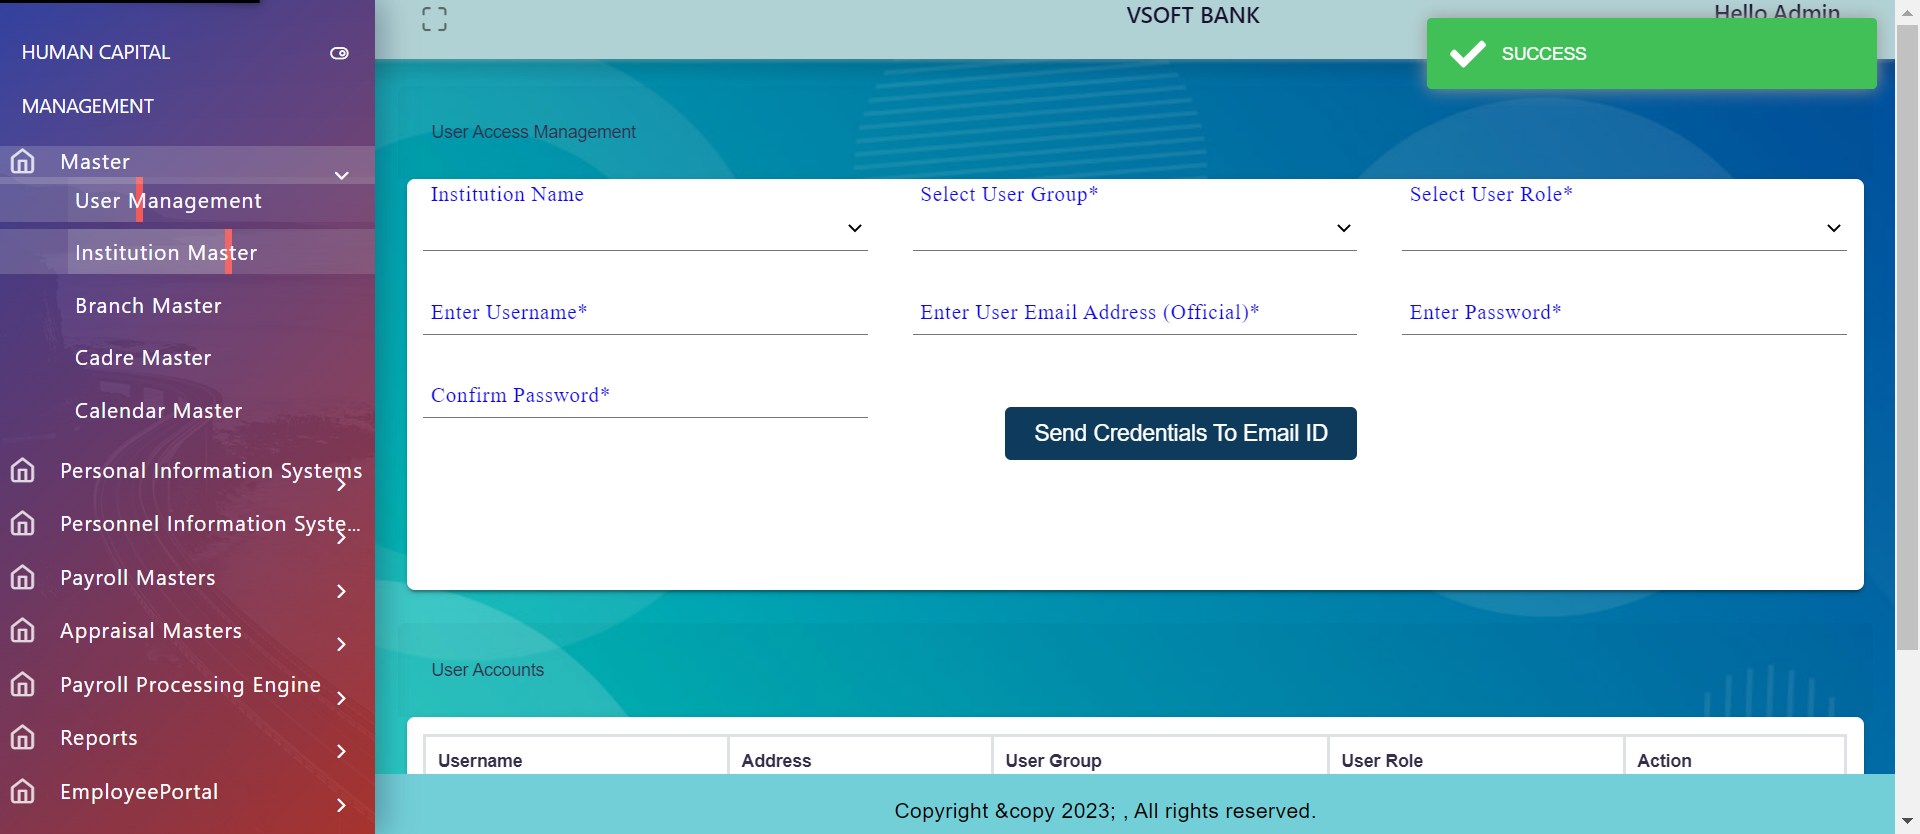 HUMAN CAPITAL
MANAGEMENT
Master
User Management
Institution Master
Branch Master
Cadre Master
Calendar Master
Personal Information Systems
Personnel Information Syste...
Payroll Masters
Appraisal Masters
Payroll Processing Engine
Reports
EmployeePortal
VSOFT BANK
Hello Admin
SUCCESS
User Access Management
Institution Name
Select User Group*
Select User Role*
Enter Username*
Enter User Email Address (Official)*
Enter Password*
Confirm Password*
Send Credentials To Email ID
User Accounts
Username
Address
User Group
User Role
Action
Copyright &copy 2023; , All rights reserved.